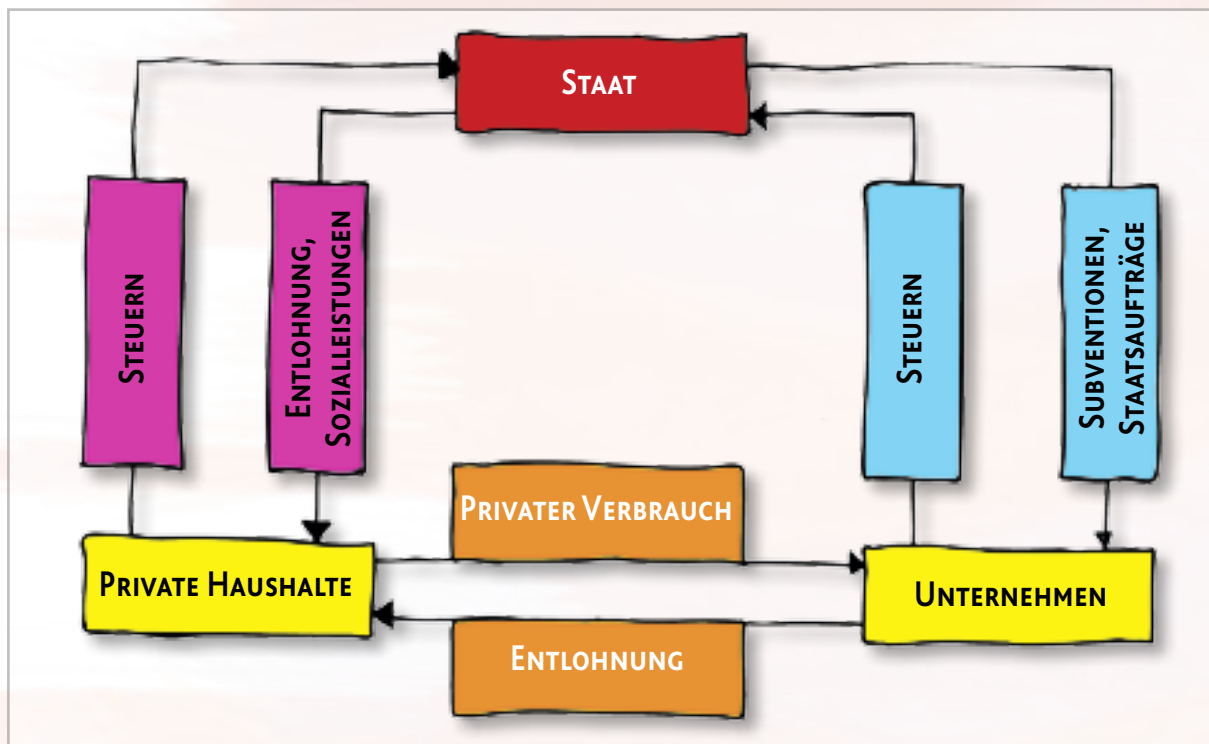 STAAT
STEUERN
ENTLOHNUNG,
SOZIALLEISTUNGEN
STEUERN
SUBVENTIONEN,
STAATSAUFTRÄGE
PRIVATER VERBRAUCH
PRIVATE HAUSHALTE
UNTERNEHMEN
ENTLOHNUNG